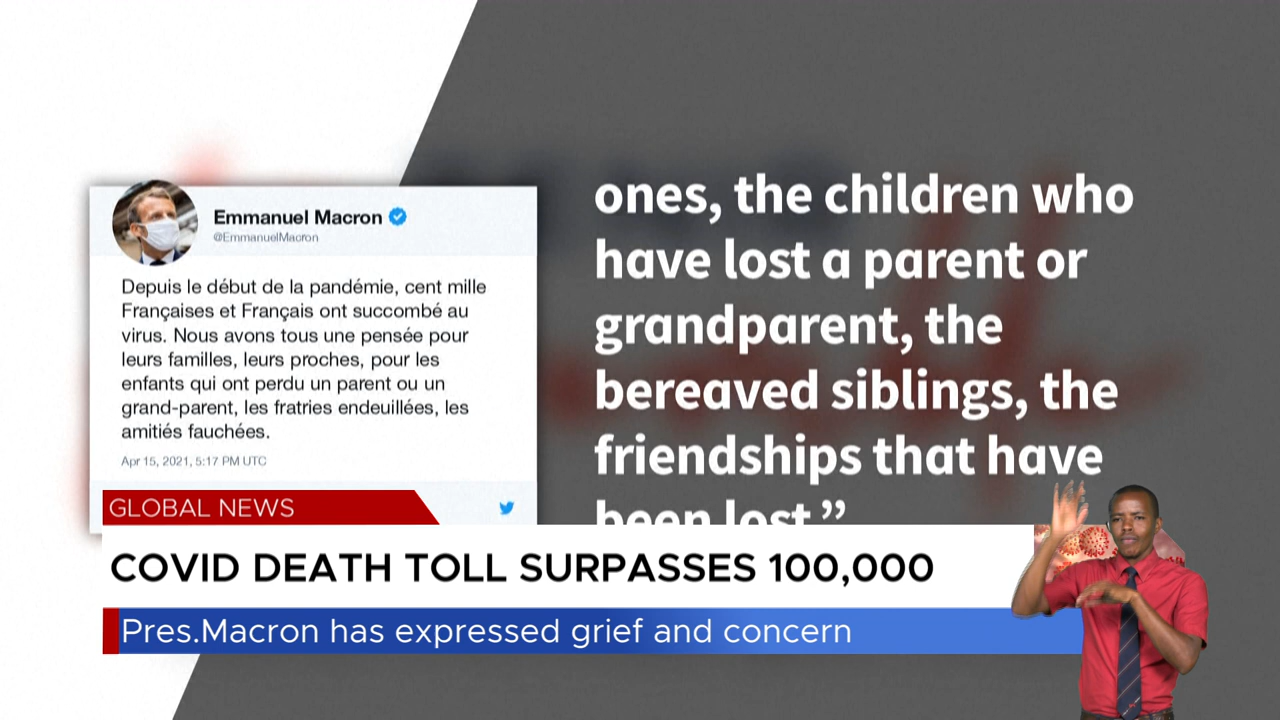 Emmanuel Macron
@EmmanuelMacron
Depuis le début de la pandémie, cent mille
Françaises et Français ont succombé au
virus. Nous avons tous une pensée pour
leurs familles, leurs proches, pour les
enfants qui ont perdu un parent ou un
grand-parent, les fratries endeuillées, les
amitiés fauchées.
Apr 15, 2021, 5:17 PM UTC
ones, the children who
have lost a parent or
grandparent, the
bereaved siblings, the
friendships that have
been lost.”
GLOBAL NEWS
COVID DEATH TOLL SURPASSES 100,000
Pres.Macron has expressed grief and concern